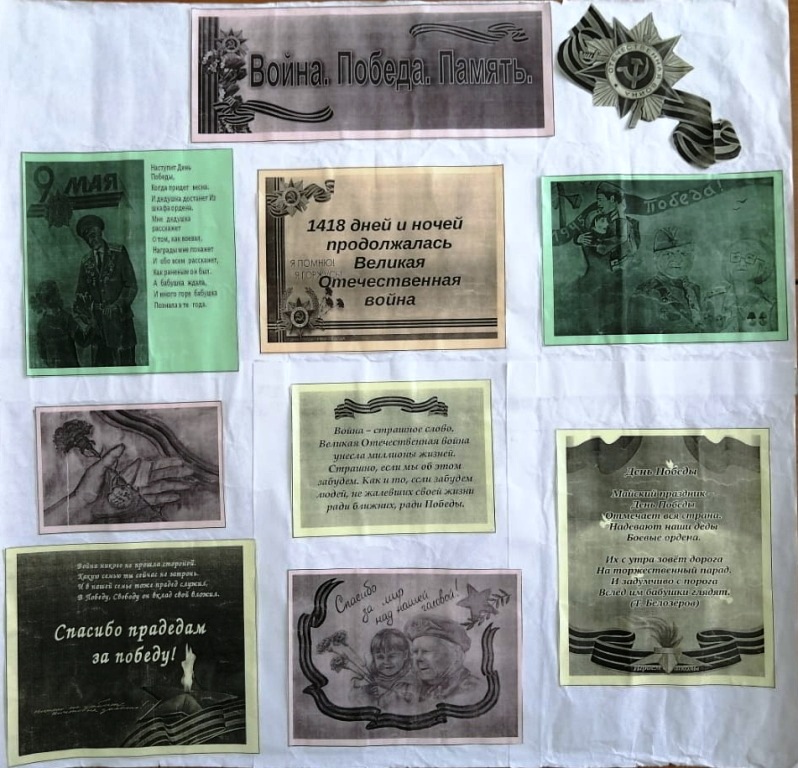 Война. Победа. Память.
ОТЕЧЕСТВЕННАЯ
ВОЙНА
9 МАЯ
Наступит День
Победы,
Когда придет весна.
И дедушка достанет Из
шкафа ордена.
Мне дедушка
расскажет
О том, как воевал,
Награды мне покажет
И обо всем расскажет,
Как раненым он был.
А бабушка ждала,
И много горя бабушка
Познала в те года.
1418 дней и ночей
продолжалась
Великая
Отечественная
война
Я ПОМНЮ!
Я ГОРЖУСЬ!
Победа!
1945
Война – страшное слово.
Великая Отечественная война
унесла миллионы жизней.
Страшно, если мы об этом
забудем. Как и то, если забудем
людей, не жалевших своей жизни
ради ближних, ради Победы.
День Победы
Майский праздник –
День Победы
Отмечает вся страна.
Надевают наши деды
Боевые ордена.
Их с утра зовёт дорога
На торжественный парад.
И задумчиво с порога
Вслед им бабушки глядят.
(Т. Белозеров)
Война никого не прошла стороной.
Какую семью ты сейчас не затронь.
И в нашей семье тоже прадед служил.
В Победу, Свободу он вклад свой вложил.
Спасибо прадедам
за победу!
Спасибо
за мир
над нашей
головой!